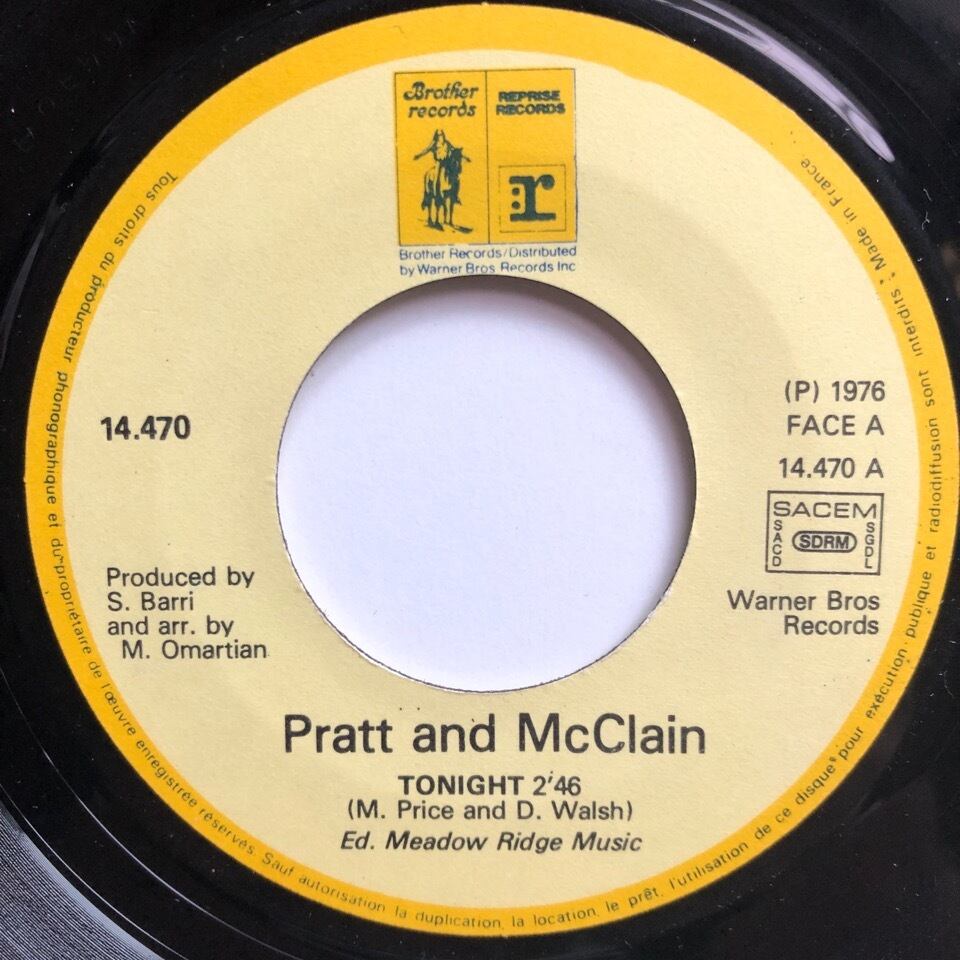 Brother
records
REPRISE
RECORDS
r
Brother Records/Distributed
by Warner Bros Records Inc
14.470
(P) 1976
FACE A
14.470 A
SACEM
SACD
SDRM
SGDL
Produced by
S. Barri
and arr. by
M. Omartian
Warner Bros
Records
Pratt and McClain
TONIGHT 2'46
(M. Price and D. Walsh)
Ed. Meadow Ridge Music
Tous droits du producteur phonographique et du propriétaire de l'œuvre enregistrée réservés. Sauf autorisation la duplication, la location, le prêt, l'utilisation de ce disque pour exécution publique et radiodiffusion sont interdits : Made in France